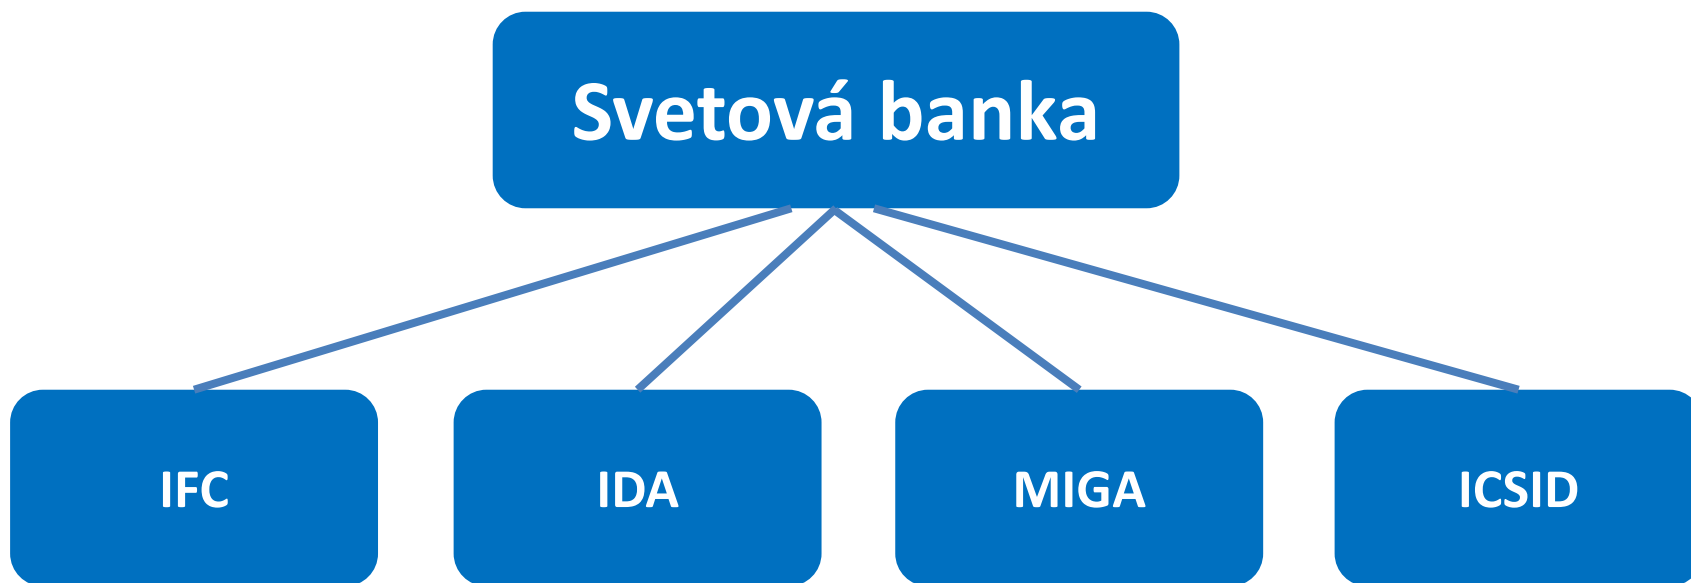 Svetová banka
IFC
IDA
MIGA
ICSID